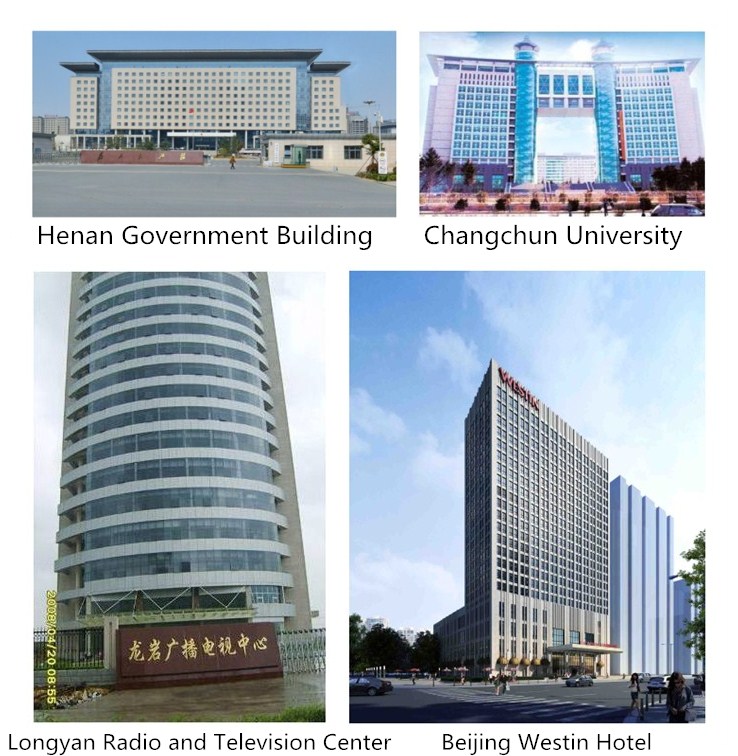 Henan Government Building
Changchun University
WESTIN
龙岩广播电视中心
2008/04/20 08:55
Longyan Radio and Television Center
Beijing Westin Hotel